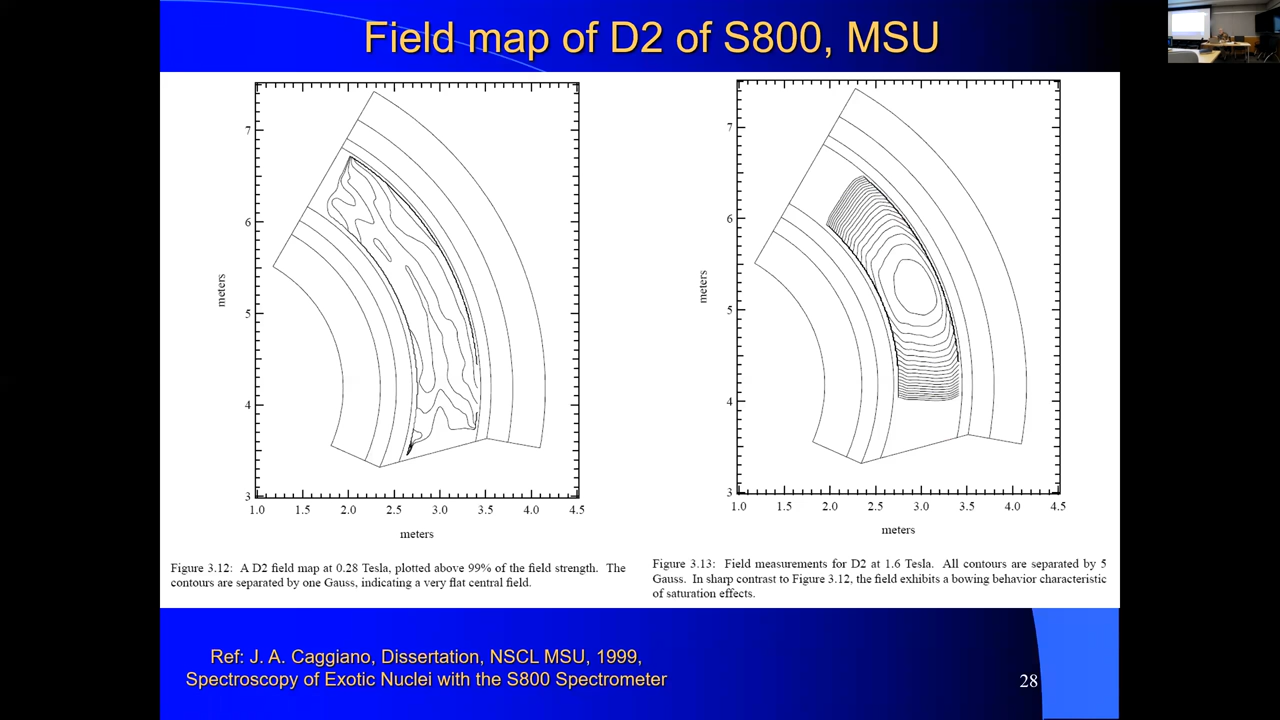 Field map of D2 of S800, MSU
7
6
5
4
3
meters
1.0 1.5 2.0 2.5 3.0 3.5 4.0 4.5
meters
Figure 3.12: A D2 field map at 0.28 Tesla, plotted above 99% of the field strength. The
contours are separated by one Gauss, indicating a very flat central field.
7
6
5
4
3
meters
1.0 1.5 2.0 2.5 3.0 3.5 4.0 4.5
meters
Figure 3.13: Field measurements for D2 at 1.6 Tesla. All contours are separated by 5
Gauss. In sharp contrast to Figure 3.12, the field exhibits a bowing behavior characteristic
of saturation effects.
Ref: J. A. Caggiano, Dissertation, NSCL MSU, 1999,
Spectroscopy of Exotic Nuclei with the S800 Spectrometer
28